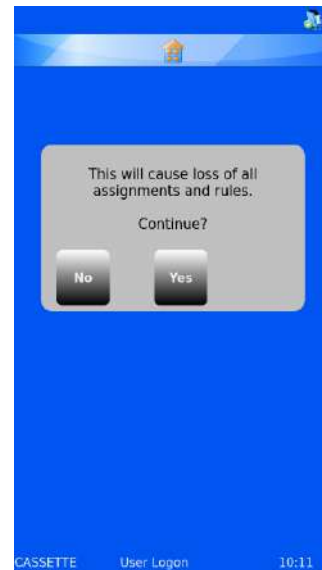 This will cause loss of all
assignments and rules.
Continue?
No Yes
CASSETTE User Logon 10:11